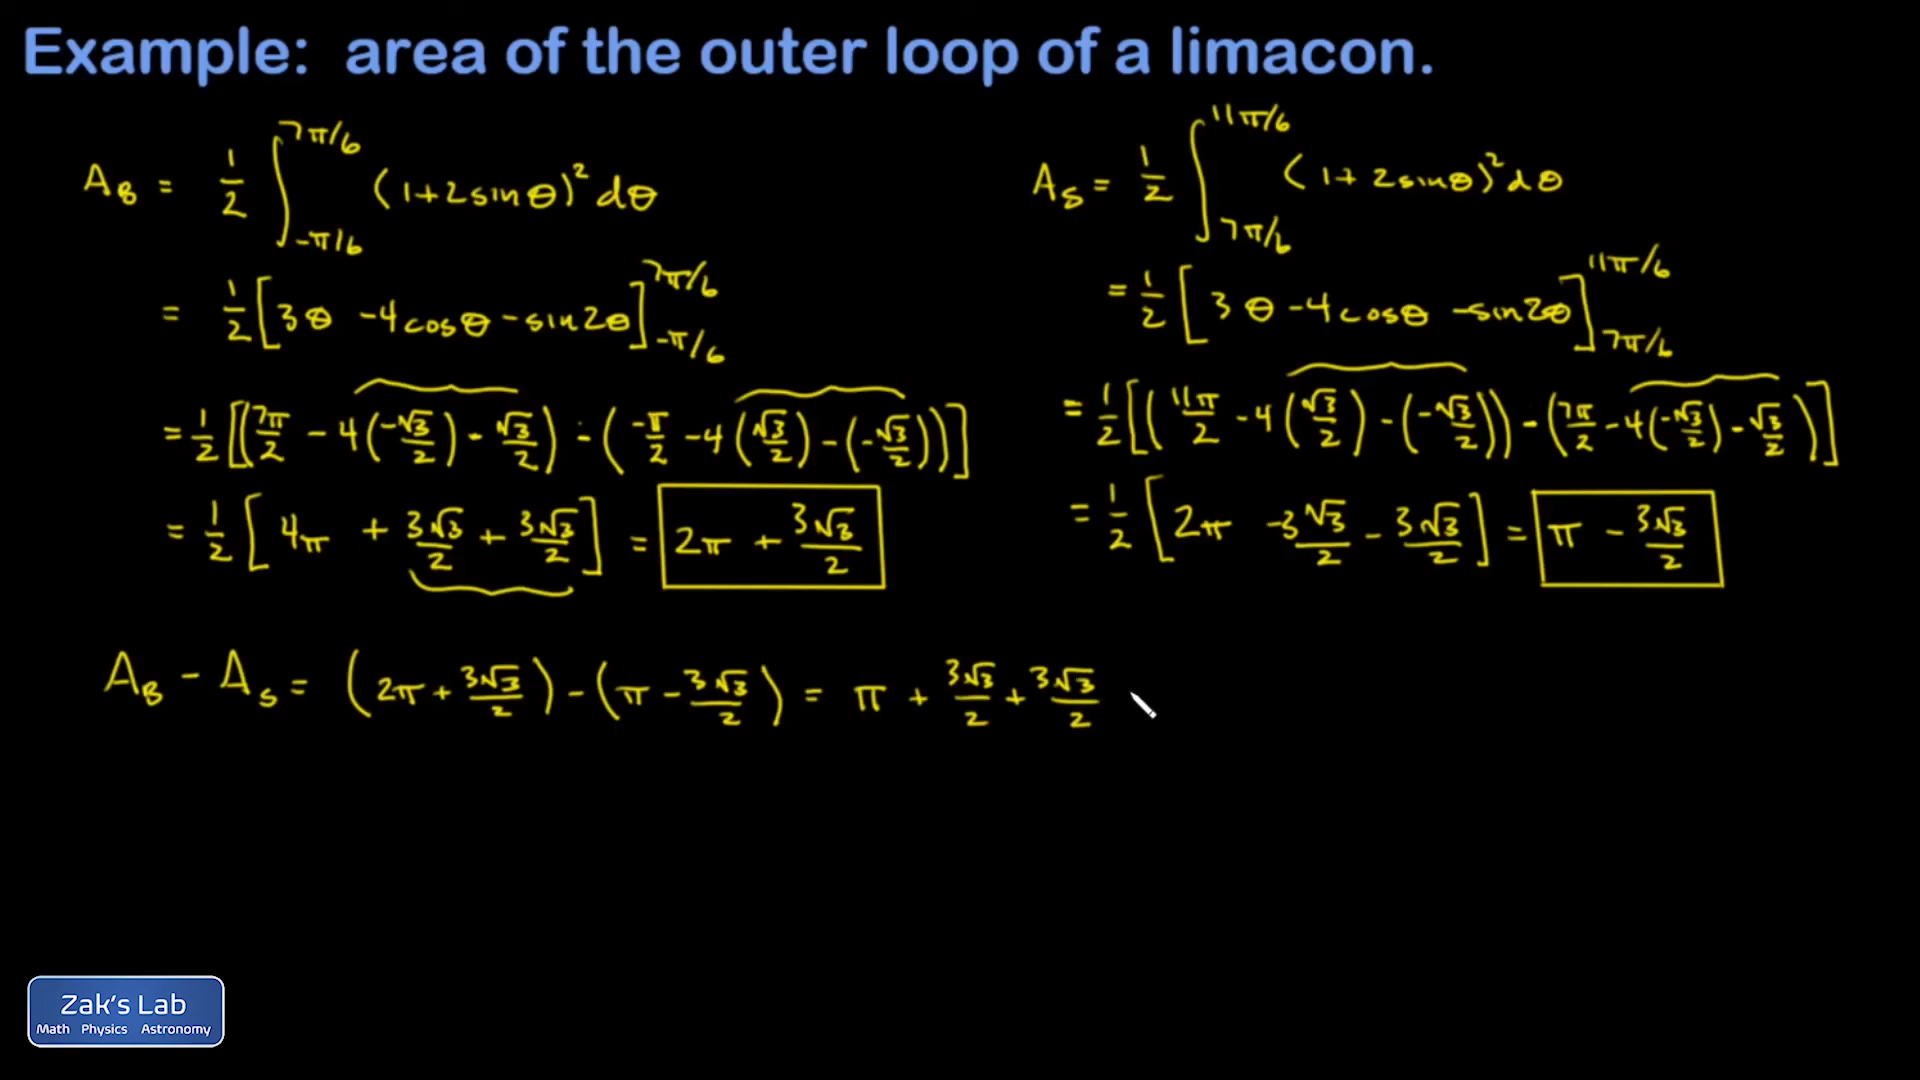 Example: area of the outer loop of a limacon.
A_B = 1/2 ∫_{-π/6}^{7π/6} (1+2sinθ)² dθ
= 1/2 [3θ -4cosθ -sin2θ]_{-π/6}^{7π/6}
= 1/2 [(7π/2 - 4(-√3/2) - √3/2) - (-π/2 - 4(√3/2) - (-√3/2))]
= 1/2 [4π + 3√3/2 + 3√3/2] = 2π + 3√3/2
A_S = 1/2 ∫_{7π/6}^{11π/6} (1+2sinθ)² dθ
= 1/2 [3θ -4cosθ -sin2θ]_{7π/6}^{11π/6}
= 1/2 [(11π/2 - 4(√3/2) - (-√3/2)) - (7π/2 - 4(-√3/2) - √3/2)]
= 1/2 [2π - 3√3/2 - 3√3/2] = π - 3√3/2
A_B - A_S = (2π + 3√3/2) - (π - 3√3/2) = π + 3√3/2 + 3√3/2
Zak's Lab
Math Physics Astronomy